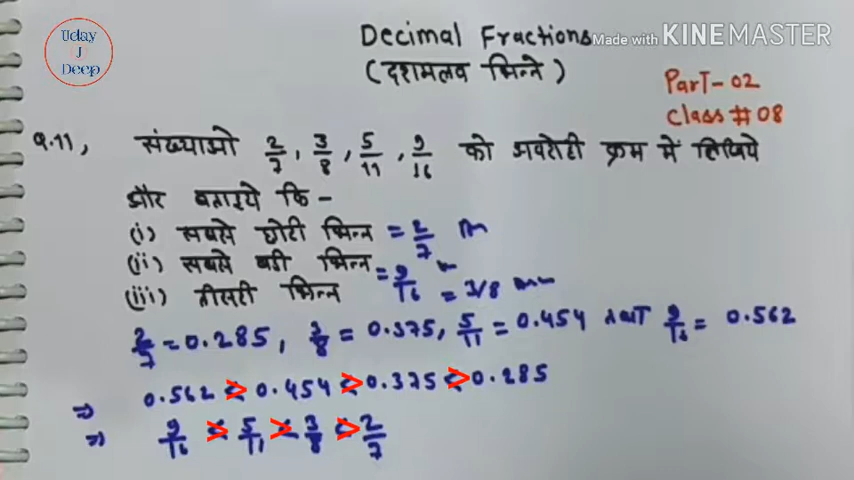 Uday
J
Deep
Decimal Fractions
Made with KINEMASTER
(दशमलव भिन्ने)
Part-02
Class # 08
Q.11, संख्याओ 2/7, 3/8, 5/11, 9/16 को अवरोही क्रम में लिखिये
और बताइये कि -
(i) सबसे छोटी भिन्न = 2/7
(ii) सबसे बड़ी भिन्न = 9/16
(iii) तीसरी भिन्न = 3/8
2/7 = 0.285, 3/8 = 0.375, 5/11 = 0.454 तथा 9/16 = 0.562
⇒ 0.562 > 0.454 > 0.375 > 0.285
⇒ 9/16 > 5/11 > 3/8 > 2/7